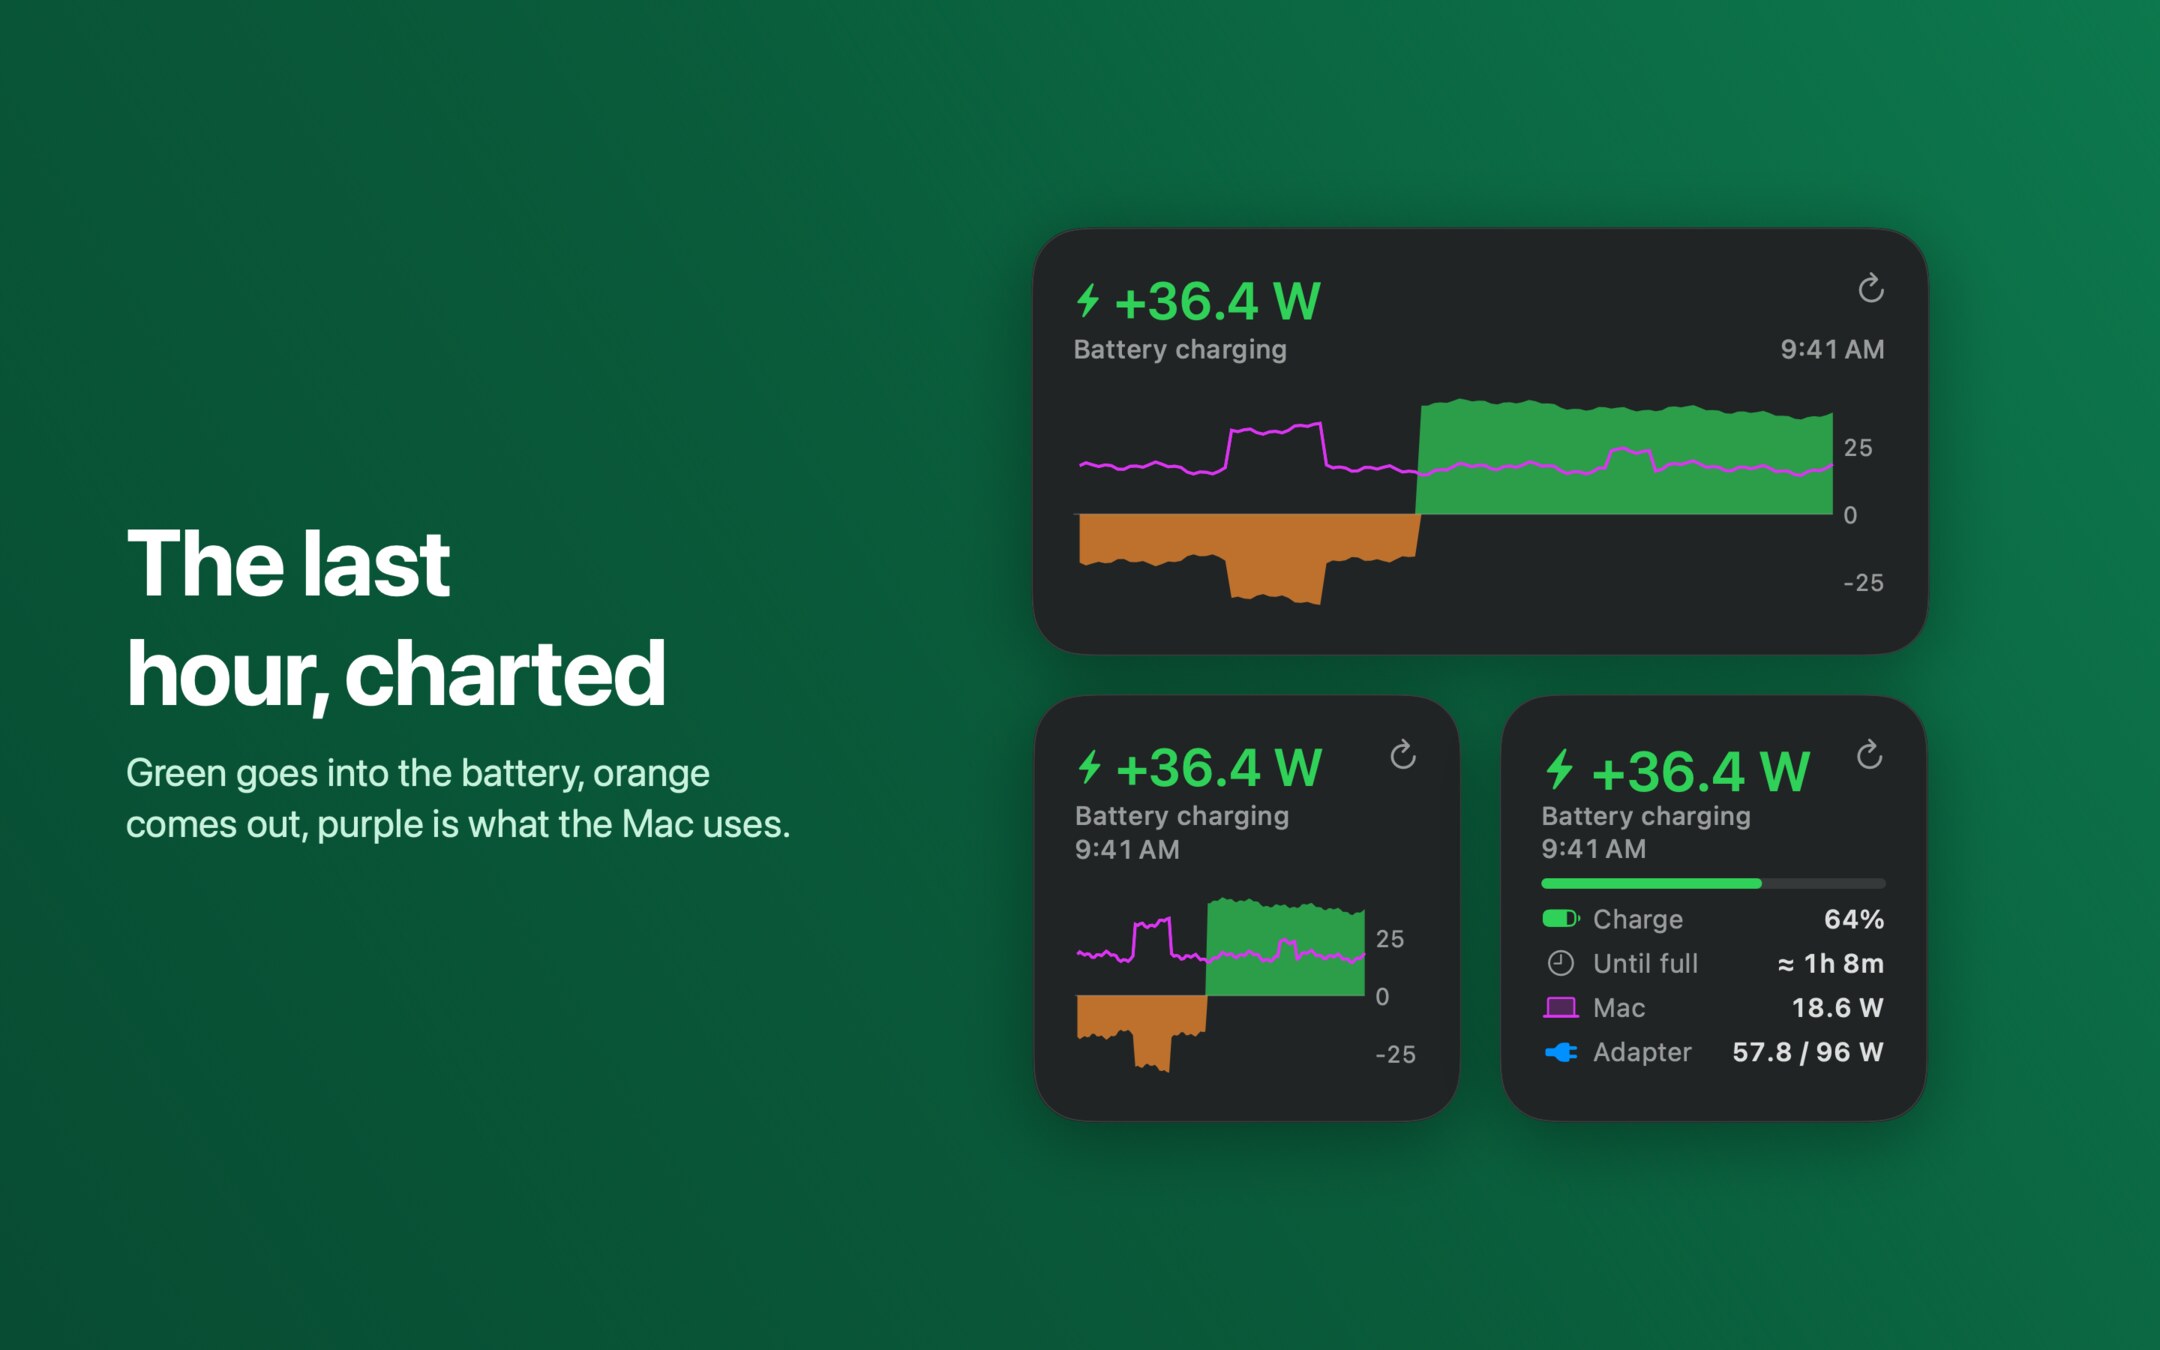 The last
hour, charted
Green goes into the battery, orange
comes out, purple is what the Mac uses.
+36.4 W
Battery charging
9:41 AM
25
0
-25
+36.4 W
Battery charging
9:41 AM
25
0
-25
+36.4 W
Battery charging
9:41 AM
Charge 64%
Until full ≈ 1h 8m
Mac 18.6 W
Adapter 57.8 / 96 W